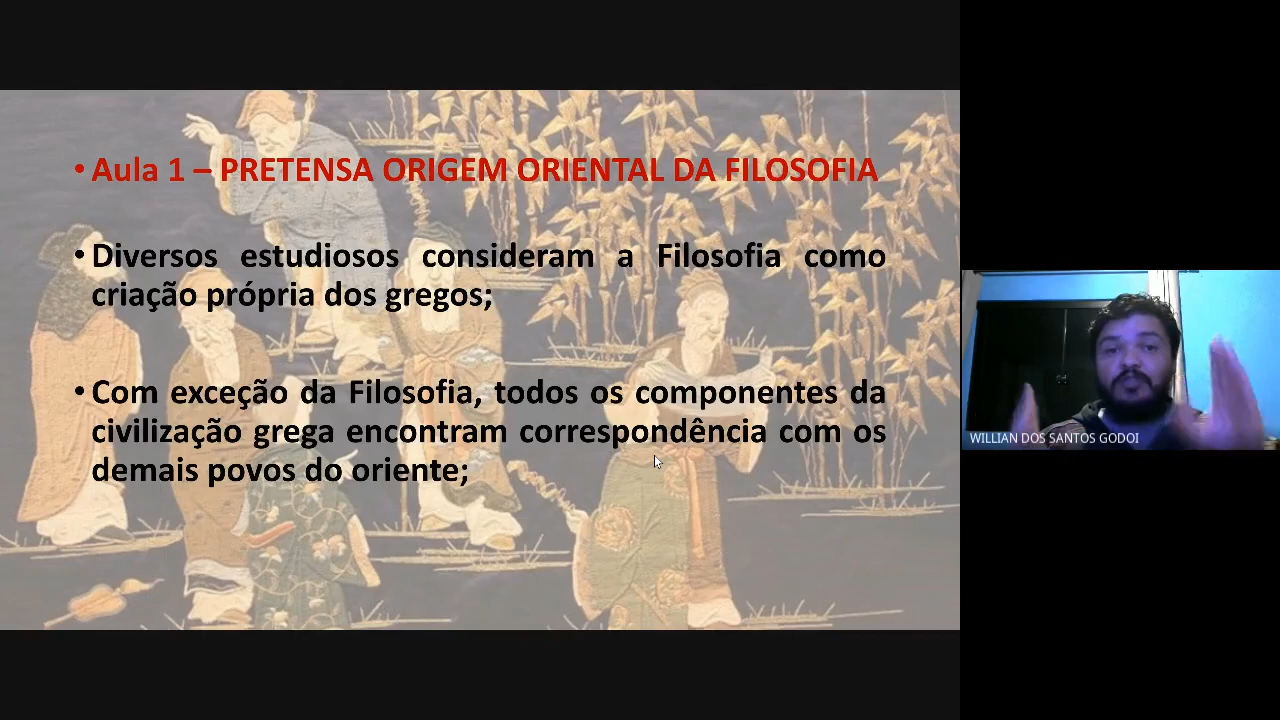 • Aula 1 – PRETENSA ORIGEM ORIENTAL DA FILOSOFIA
• Diversos estudiosos consideram a Filosofia como
criação própria dos gregos;
• Com exceção da Filosofia, todos os componentes da
civilização grega encontram correspondência com os
demais povos do oriente;
WILLIAN DOS SANTOS GODOI